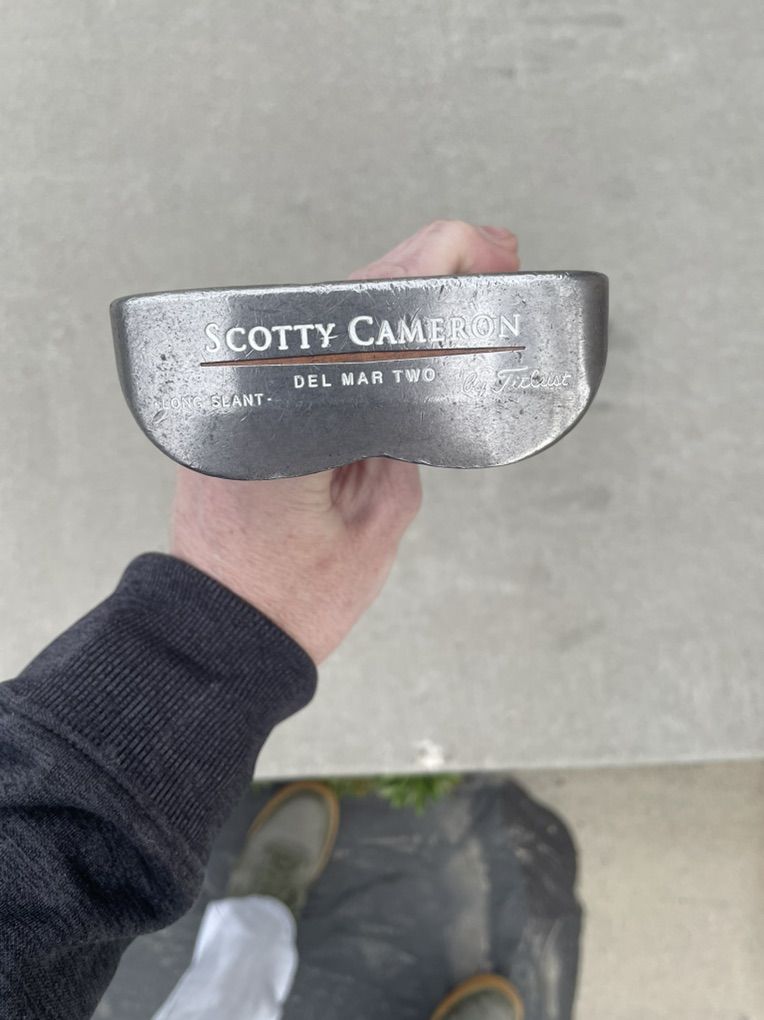 SCOTTY CAMERON
DEL MAR TWO
By Titleist
-LONG SLANT-